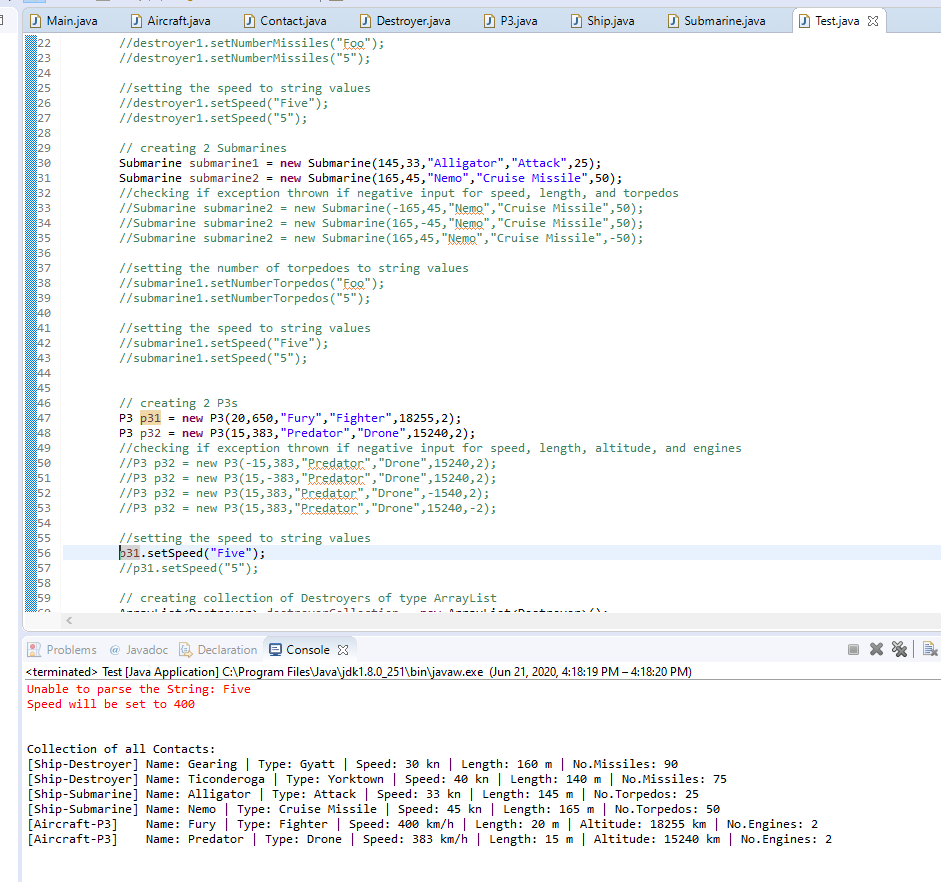 Main.java Aircraft.java Contact.java Destroyer.java P3.java Ship.java Submarine.java Test.java
22 //destroyer1.setNumberMissiles("Foo");
23 //destroyer1.setNumberMissiles("5");
24
25 //setting the speed to string values
26 //destroyer1.setSpeed("Five");
27 //destroyer1.setSpeed("5");
28
29 // creating 2 Submarines
30 Submarine submarine1 = new Submarine(145,33,"Alligator","Attack",25);
31 Submarine submarine2 = new Submarine(165,45,"Nemo","Cruise Missile",50);
32 //checking if exception thrown if negative input for speed, length, and torpedos
33 //Submarine submarine2 = new Submarine(-165,45,"Nemo","Cruise Missile",50);
34 //Submarine submarine2 = new Submarine(165,-45,"Nemo","Cruise Missile",50);
35 //Submarine submarine2 = new Submarine(165,45,"Nemo","Cruise Missile",-50);
36
37 //setting the number of torpedoes to string values
38 //submarine1.setNumberTorpedos("Foo");
39 //submarine1.setNumberTorpedos("5");
40
41 //setting the speed to string values
42 //submarine1.setSpeed("Five");
43 //submarine1.setSpeed("5");
44
45
46 // creating 2 P3s
47 P3 p31 = new P3(20,650,"Fury","Fighter",18255,2);
48 P3 p32 = new P3(15,383,"Predator","Drone",15240,2);
49 //checking if exception thrown if negative input for speed, length, altitude, and engines
50 //P3 p32 = new P3(-15,383,"Predator","Drone",15240,2);
51 //P3 p32 = new P3(15,-383,"Predator","Drone",15240,2);
52 //P3 p32 = new P3(15,383,"Predator","Drone",-1540,2);
53 //P3 p32 = new P3(15,383,"Predator","Drone",15240,-2);
54
55 //setting the speed to string values
56 p31.setSpeed("Five");
57 //p31.setSpeed("5");
58
59 // creating collection of Destroyers of type ArrayList
60 ArrayList<Destroyer> destroyerCollection = new ArrayList<Destroyer>();
Problems @ Javadoc Declaration Console
<terminated> Test [Java Application] C:\Program Files\Java\jdk1.8.0_251\bin\javaw.exe (Jun 21, 2020, 4:18:19 PM – 4:18:20 PM)
Unable to parse the String: Five
Speed will be set to 400
Collection of all Contacts:
[Ship-Destroyer] Name: Gearing | Type: Gyatt | Speed: 30 kn | Length: 160 m | No.Missiles: 90
[Ship-Destroyer] Name: Ticonderoga | Type: Yorktown | Speed: 40 kn | Length: 140 m | No.Missiles: 75
[Ship-Submarine] Name: Alligator | Type: Attack | Speed: 33 kn | Length: 145 m | No.Torpedos: 25
[Ship-Submarine] Name: Nemo | Type: Cruise Missile | Speed: 45 kn | Length: 165 m | No.Torpedos: 50
[Aircraft-P3] Name: Fury | Type: Fighter | Speed: 400 km/h | Length: 20 m | Altitude: 18255 km | No.Engines: 2
[Aircraft-P3] Name: Predator | Type: Drone | Speed: 383 km/h | Length: 15 m | Altitude: 15240 km | No.Engines: 2